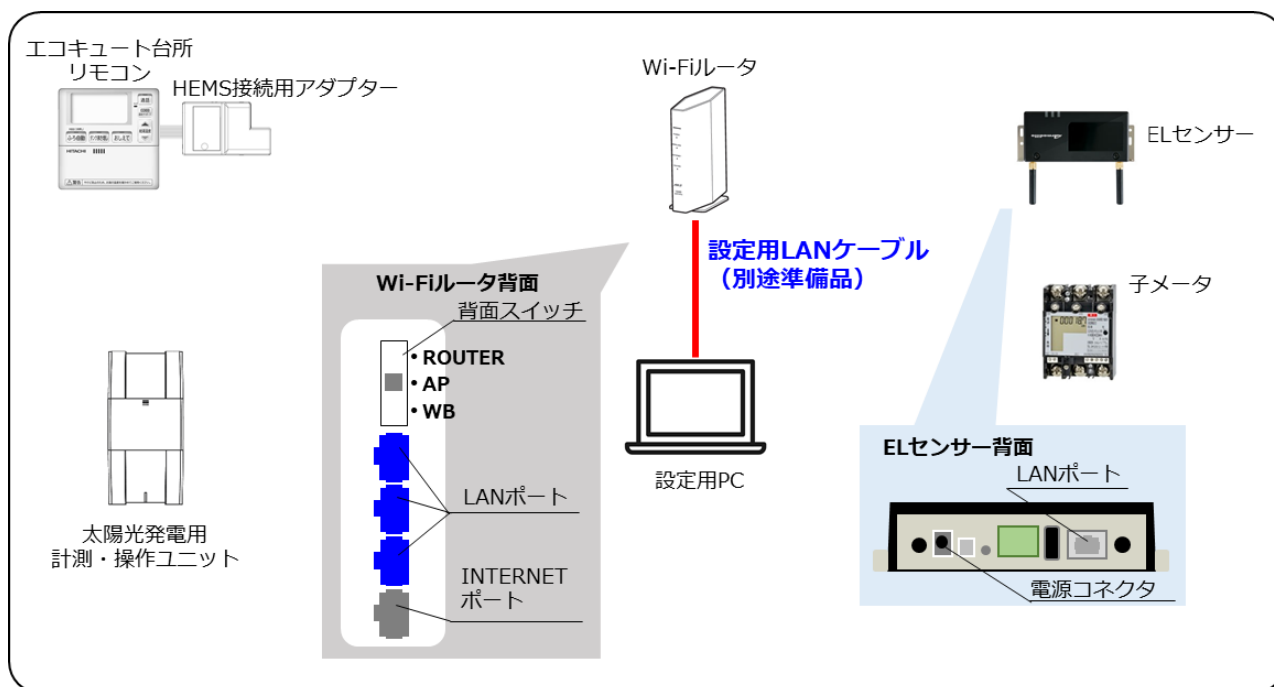 エコキュート台所
リモコン
HEMS接続用アダプター
HITACHI
Wi-Fiルータ
ELセンサー
設定用LANケーブル
（別途準備品）
子メータ
Wi-Fiルータ背面
背面スイッチ
・ROUTER
・AP
・WB
LANポート
INTERNET
ポート
設定用PC
太陽光発電用
計測・操作ユニット
ELセンサー背面
LANポート
電源コネクタ